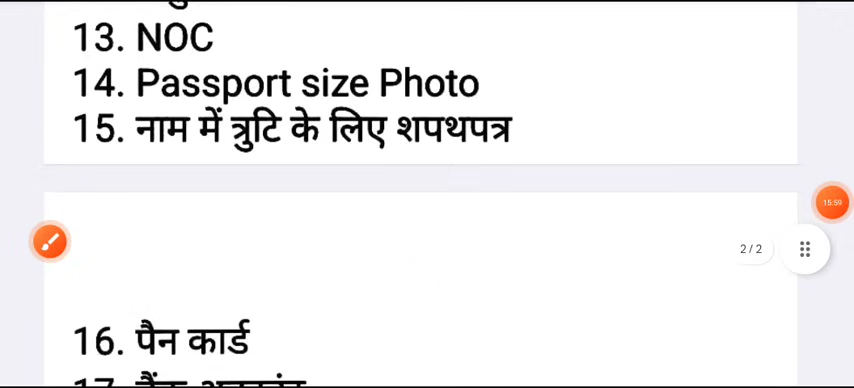 13. NOC
14. Passport size Photo
15. नाम में त्रुटि के लिए शपथपत्र
15:59
2 / 2
16. पैन कार्ड